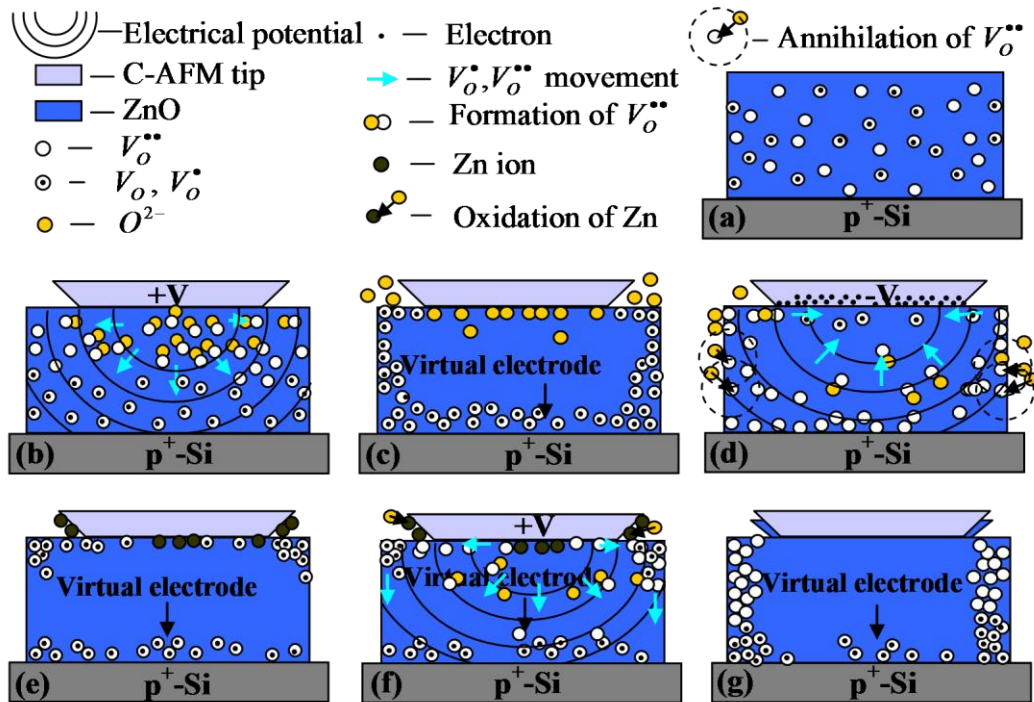 Electrical potential
C-AFM tip
ZnO
V_O^••
V_O, V_O^•
O^2−
Electron
V_O^•, V_O^•• movement
Formation of V_O^••
Zn ion
Oxidation of Zn
Annihilation of V_O^••
(a) p^+-Si
+V
(b) p^+-Si
Virtual electrode
(c) p^+-Si
-V
(d) p^+-Si
Virtual electrode
(e) p^+-Si
+V
Virtual electrode
(f) p^+-Si
Virtual electrode
(g) p^+-Si